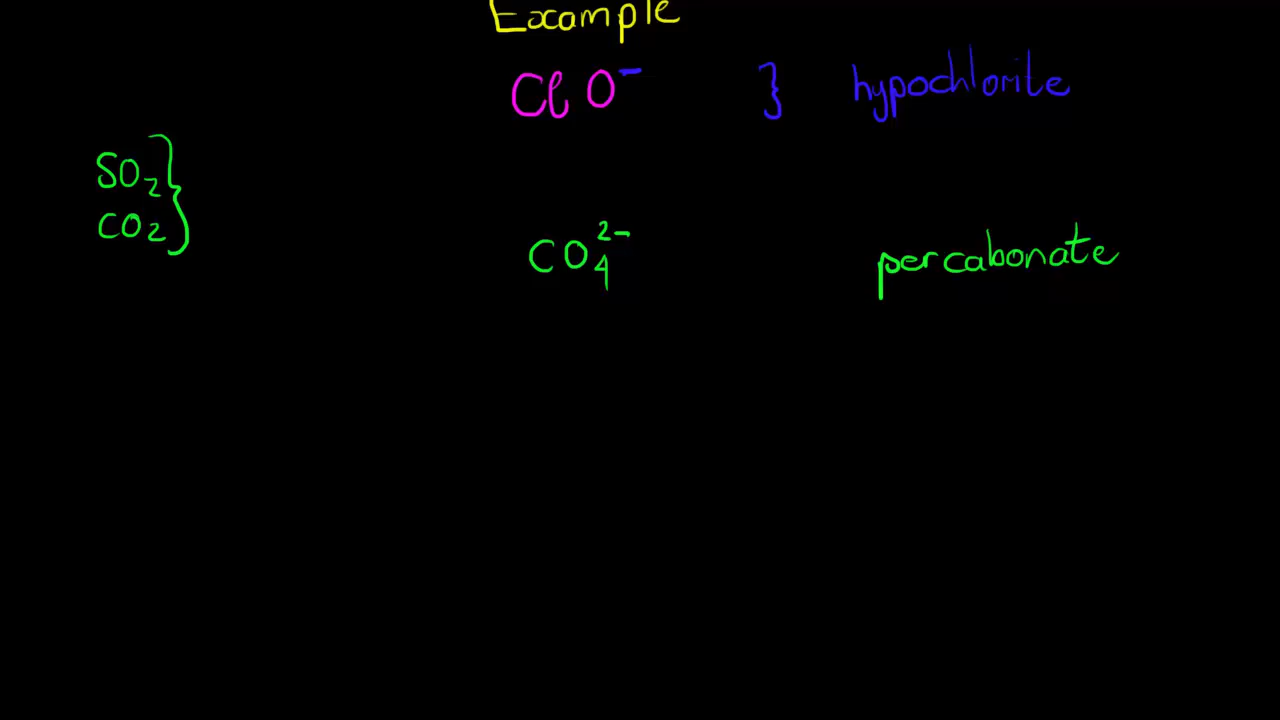 Example
ClO⁻ } hypochlorite
SO₂ }
CO₂
CO₄²⁻ percabonate